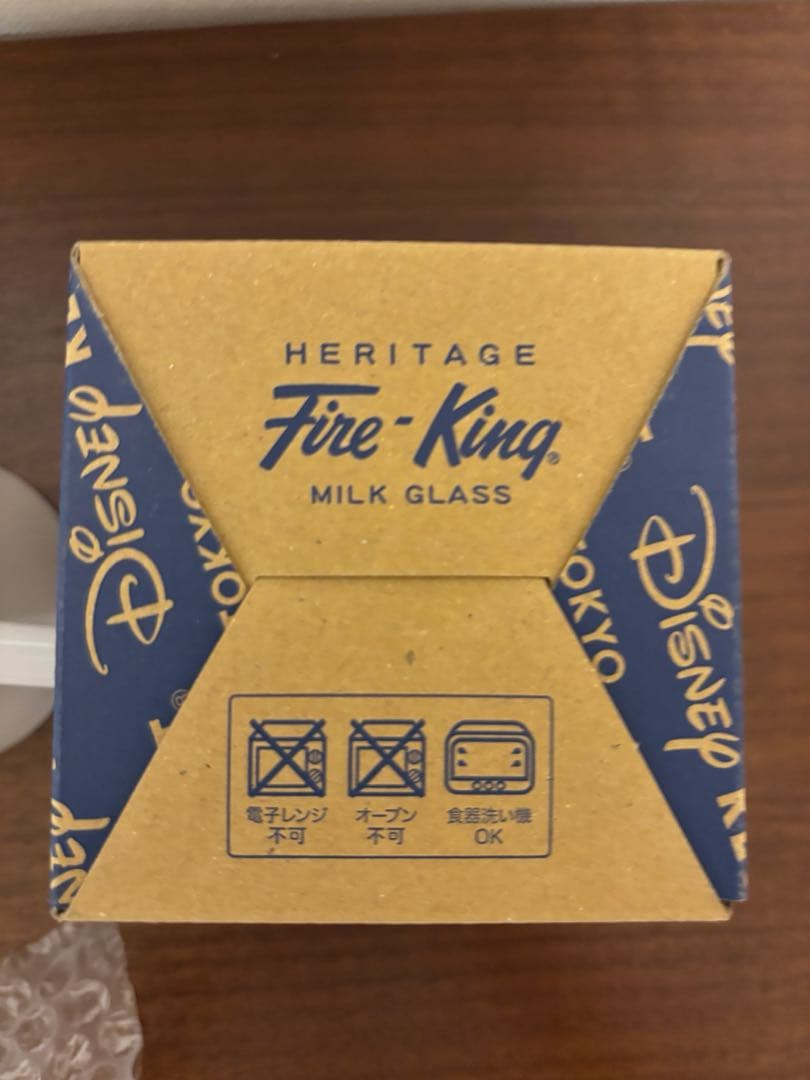 HERITAGE
Fire-King®
MILK GLASS
DISNEY
TOKYO
DISNEY
TOKYO
電子レンジ
不可
オーブン
不可
食器洗い機
OK